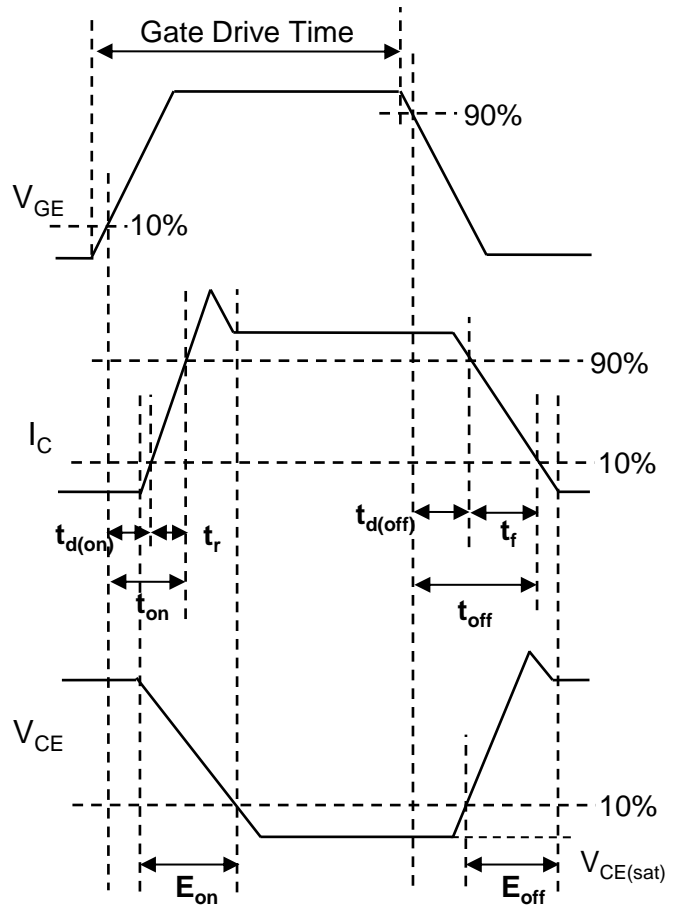 Gate Drive Time
90%
V_GE
10%
90%
I_C
10%
t_d(on)
t_r
t_d(off)
t_f
t_on
t_off
V_CE
10%
V_CE(sat)
E_on
E_off